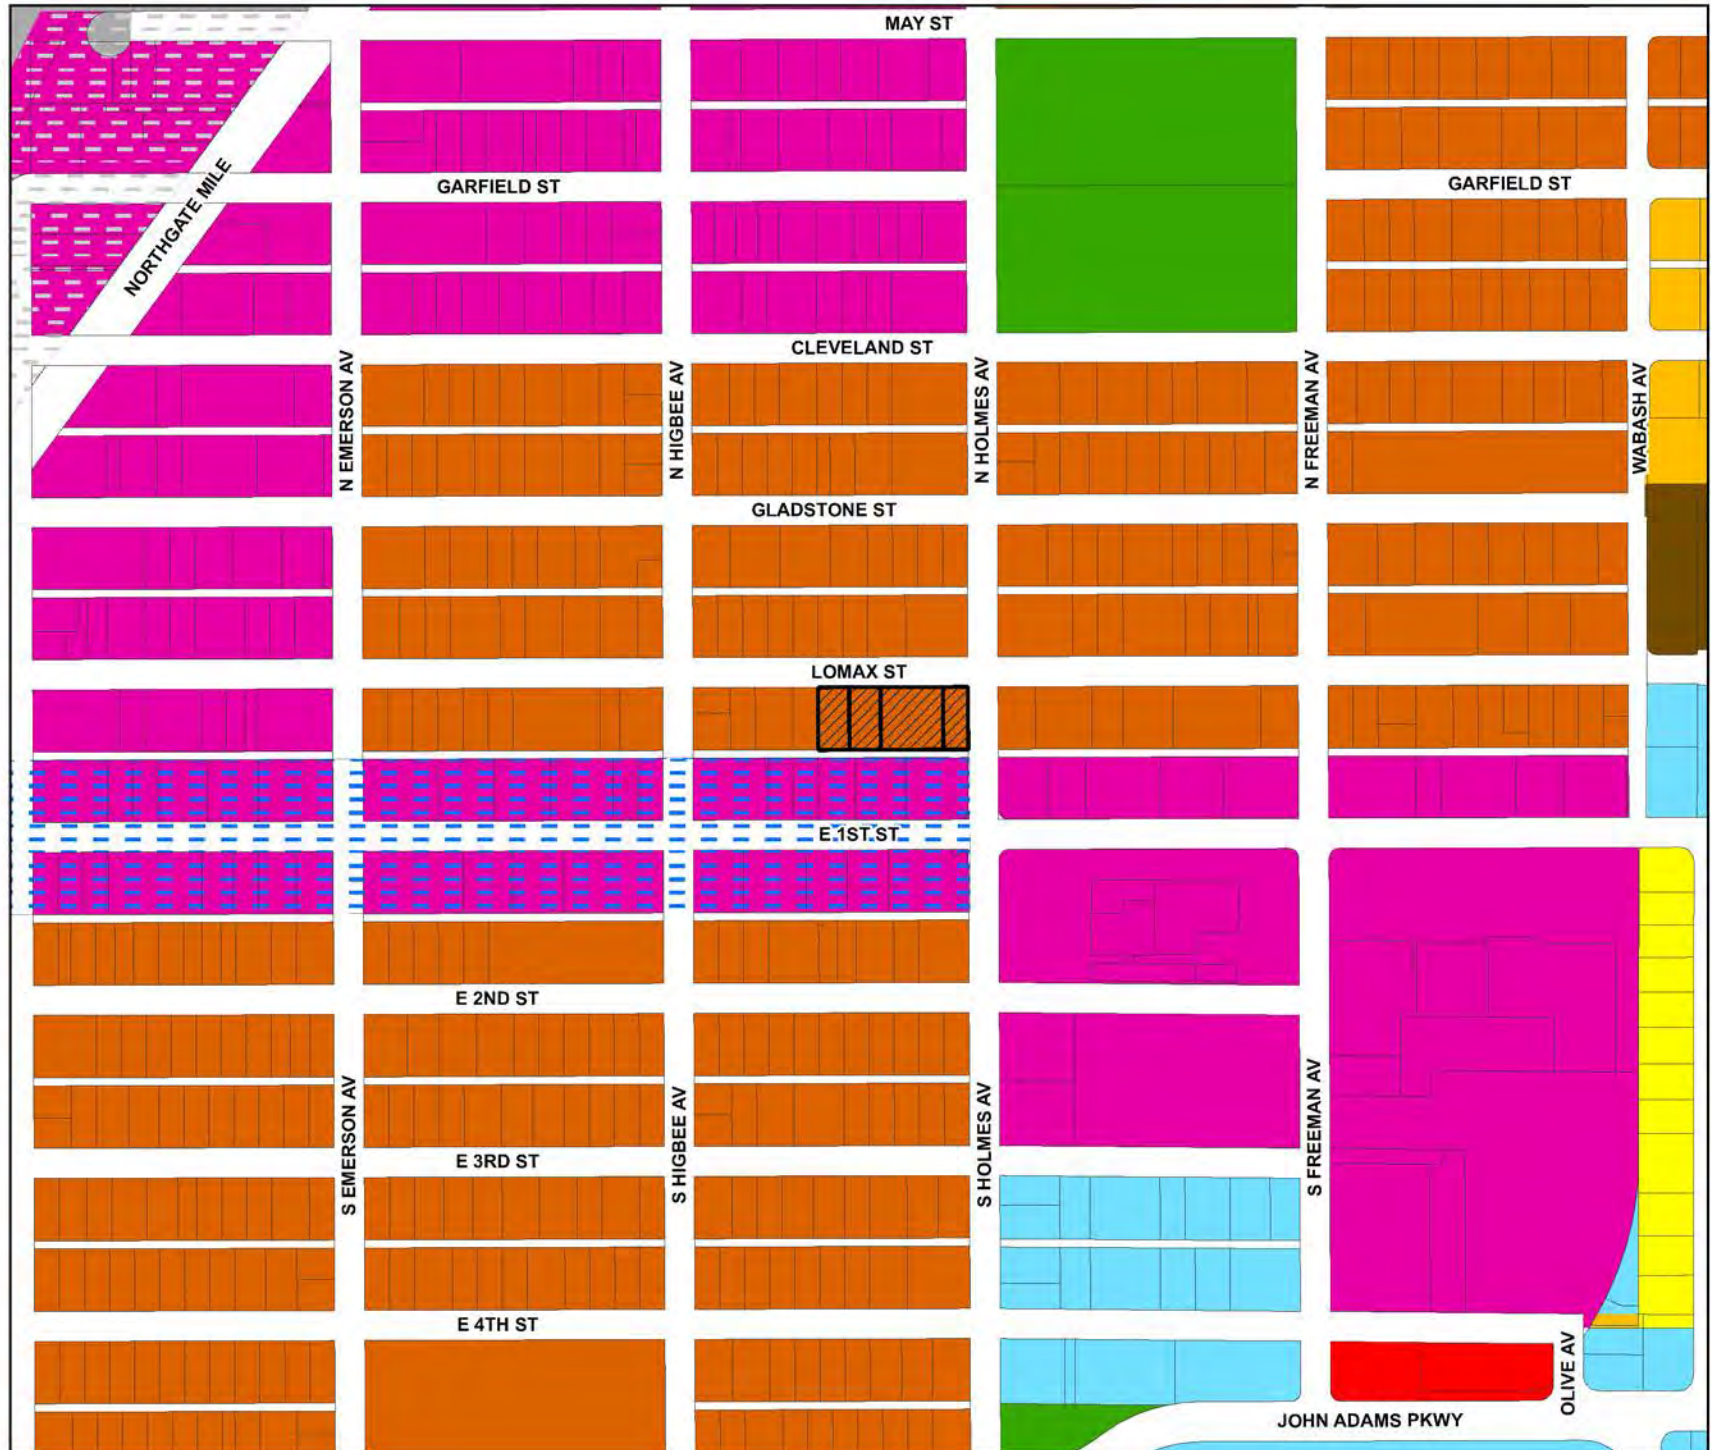 MAY ST
GARFIELD ST
GARFIELD ST
NORTHGATE MILE
CLEVELAND ST
N EMERSON AV
N HIGBEE AV
N HOLMES AV
N FREEMAN AV
WABASH AV
GLADSTONE ST
LOMAX ST
E 1ST ST
E 2ND ST
S EMERSON AV
S HIGBEE AV
S HOLMES AV
S FREEMAN AV
E 3RD ST
E 4TH ST
OLIVE AV
JOHN ADAMS PKWY